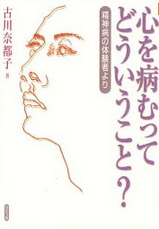 心を病むって
どういうこと?
精神病の体験者より
古川奈都子 著